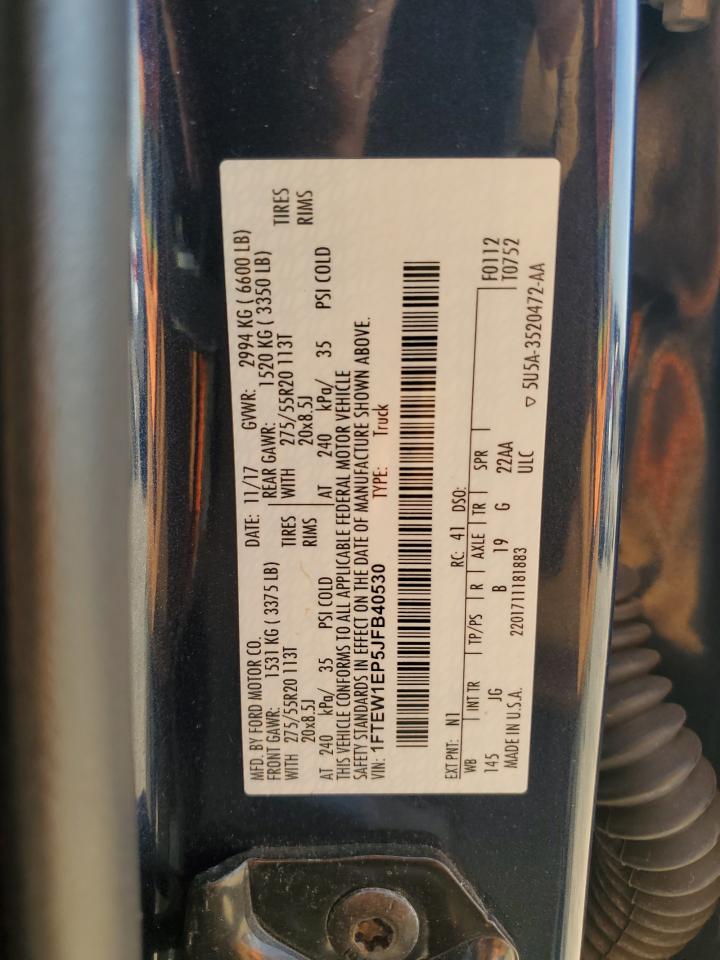 MFD. BY FORD MOTOR CO.
DATE: 11/17 GVWR: 2994 KG ( 6600 LB)
FRONT GAWR: 1531 KG ( 3375 LB)
REAR GAWR: 1520 KG ( 3350 LB)
WITH 275/55R20 113T TIRES
WITH 275/55R20 113T TIRES
20x8.5J RIMS
20x8.5J RIMS
AT 240 kPa/ 35 PSI COLD
AT 240 kPa/ 35 PSI COLD
THIS VEHICLE CONFORMS TO ALL APPLICABLE FEDERAL MOTOR VEHICLE
SAFETY STANDARDS IN EFFECT ON THE DATE OF MANUFACTURE SHOWN ABOVE.
VIN: 1FTEW1EP5JFB40530 TYPE: Truck
EXT PNT: N1 RC: 41 DSO:
WB INT TR TP/PS R AXLE TR SPR F0112
145 JG B 19 G 22AA T0752
MADE IN U.S.A. 2201711181883 ULC ▽ 5U5A-3520472-AA